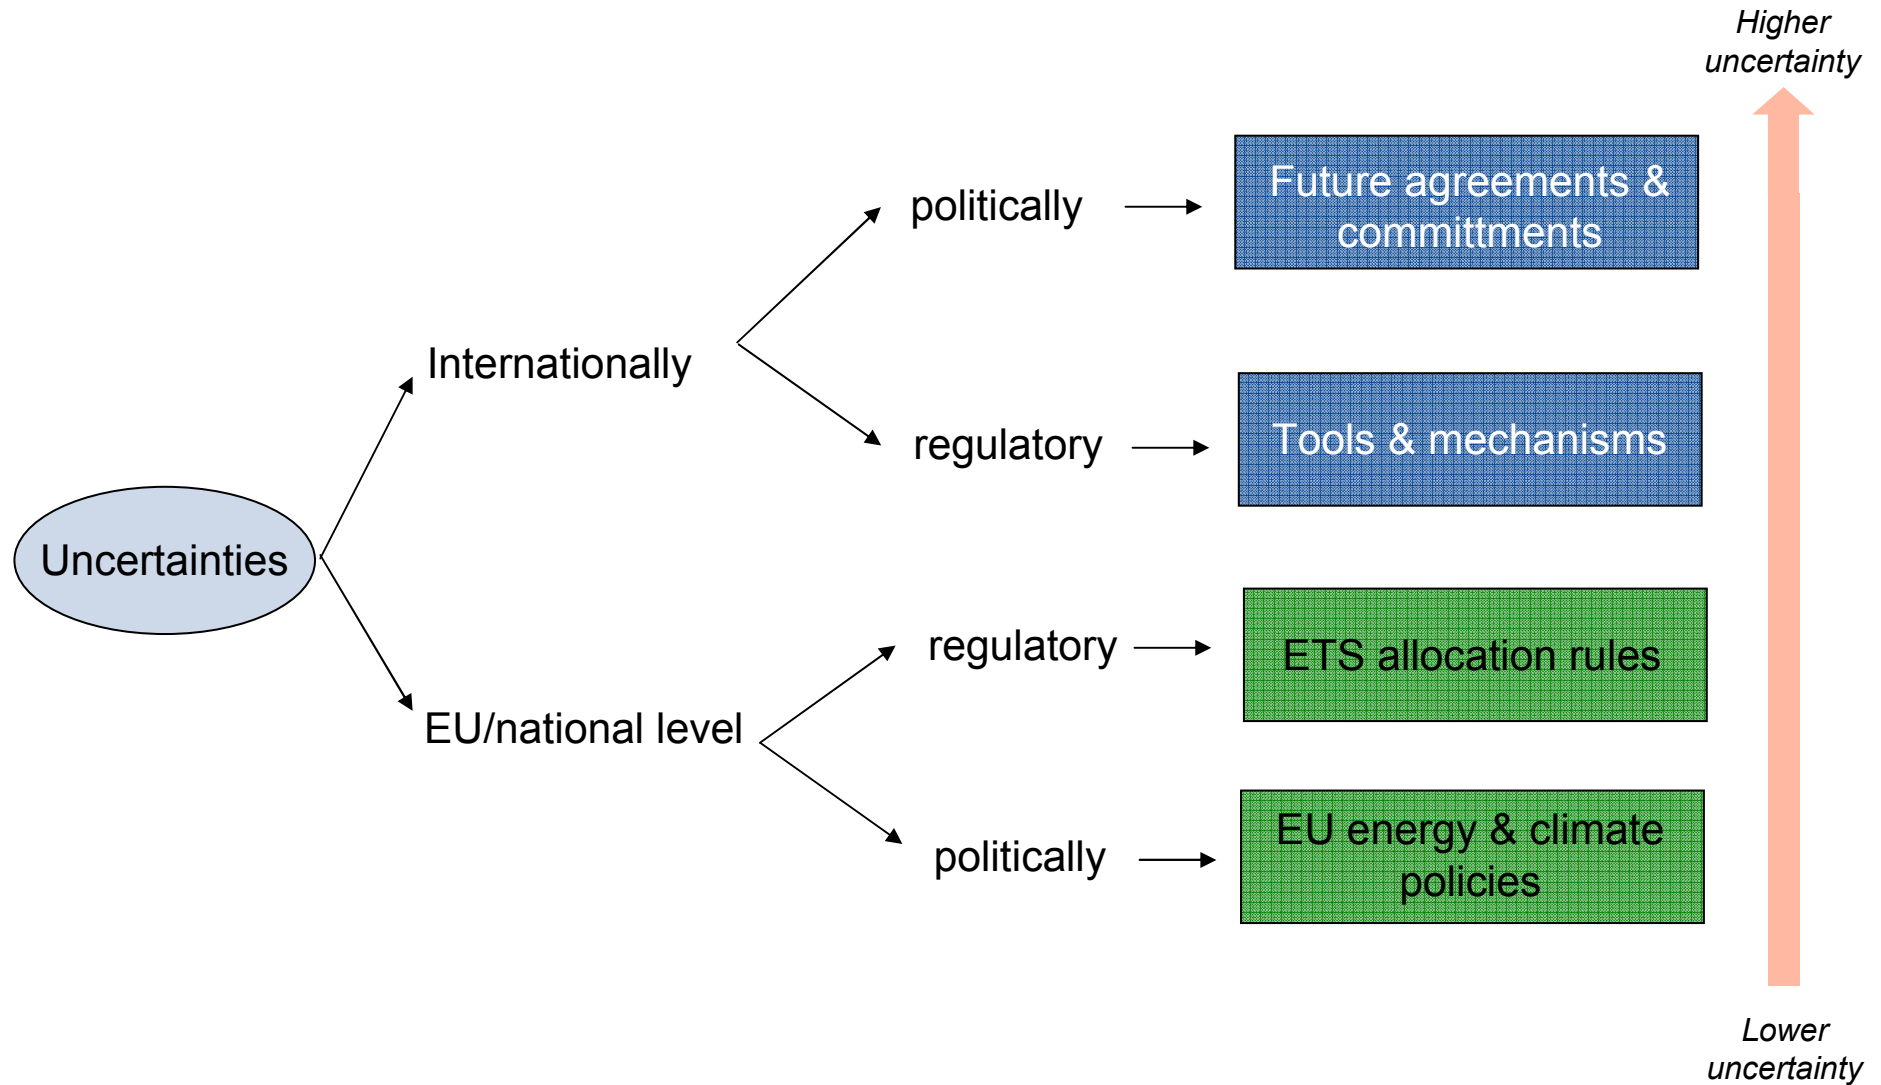 Higher
uncertainty
politically
Future agreements &
committments
Internationally
regulatory
Tools & mechanisms
Uncertainties
regulatory
ETS allocation rules
EU/national level
politically
EU energy & climate
policies
Lower
uncertainty